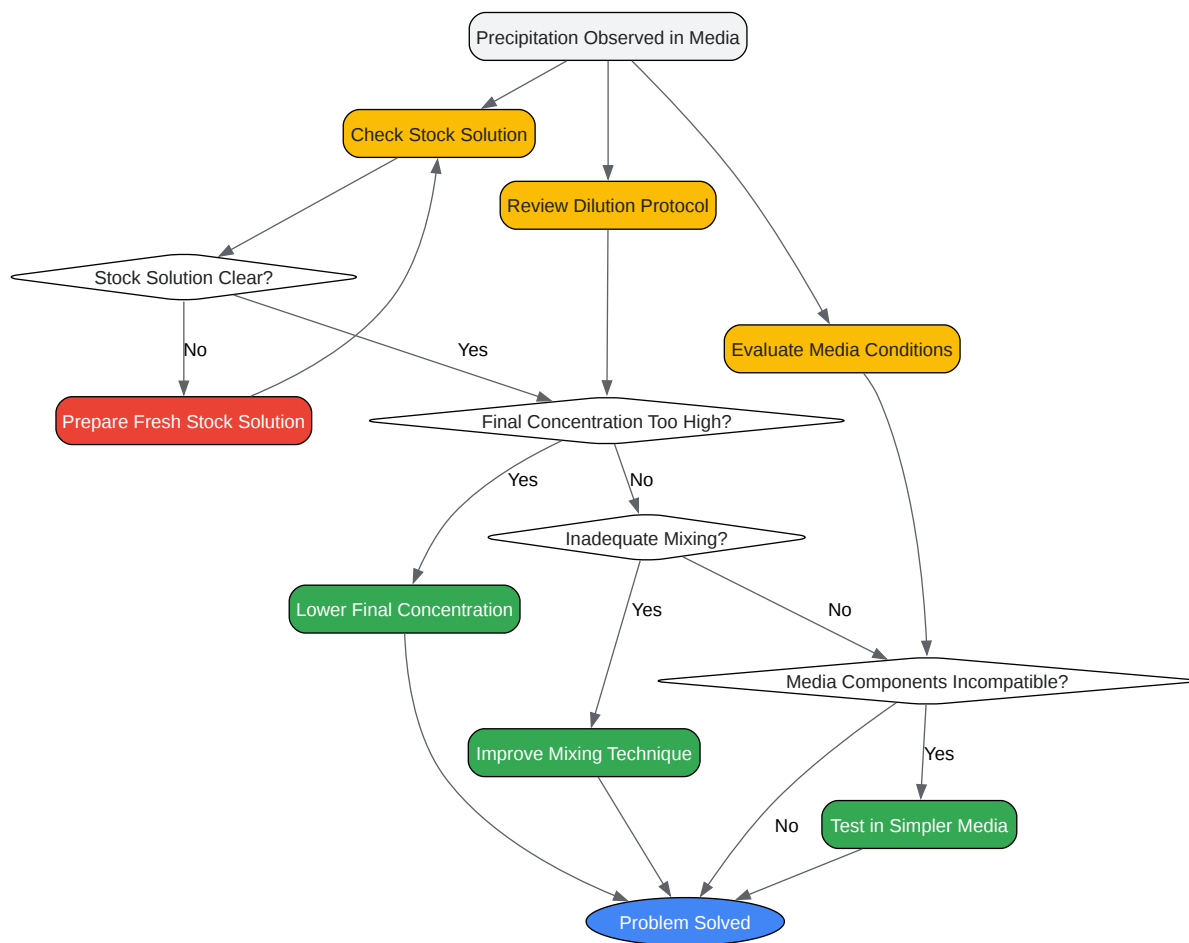 Precipitation Observed in Media
Check Stock Solution
Review Dilution Protocol
Stock Solution Clear?
No
Yes
Evaluate Media Conditions
Prepare Fresh Stock Solution
Final Concentration Too High?
Yes
No
Inadequate Mixing?
Lower Final Concentration
Yes
No
Media Components Incompatible?
Improve Mixing Technique
Yes
No
Test in Simpler Media
Problem Solved